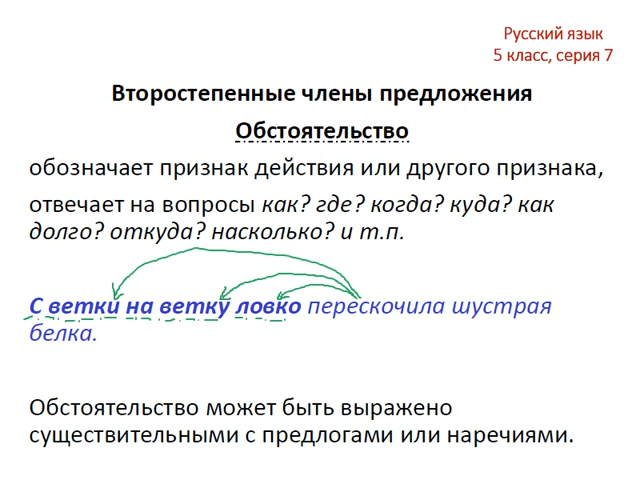 Русский язык
5 класс, серия 7
Второстепенные члены предложения
Обстоятельство
обозначает признак действия или другого признака,
отвечает на вопросы как? где? когда? куда? как
долго? откуда? насколько? и т.п.
С ветки на ветку ловко перескочила шустрая
белка.
Обстоятельство может быть выражено
существительными с предлогами или наречиями.